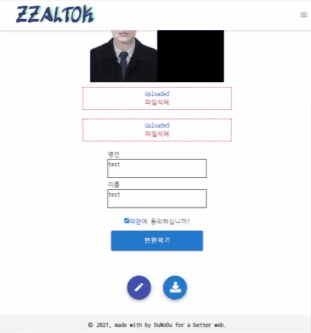 ZZALTOK
Uploaded
파일삭제
Uploaded
파일삭제
명언
test
이름
test
약관에 동의하십니까?
변환하기
© 2021, made with by DuNoDu for a better web.